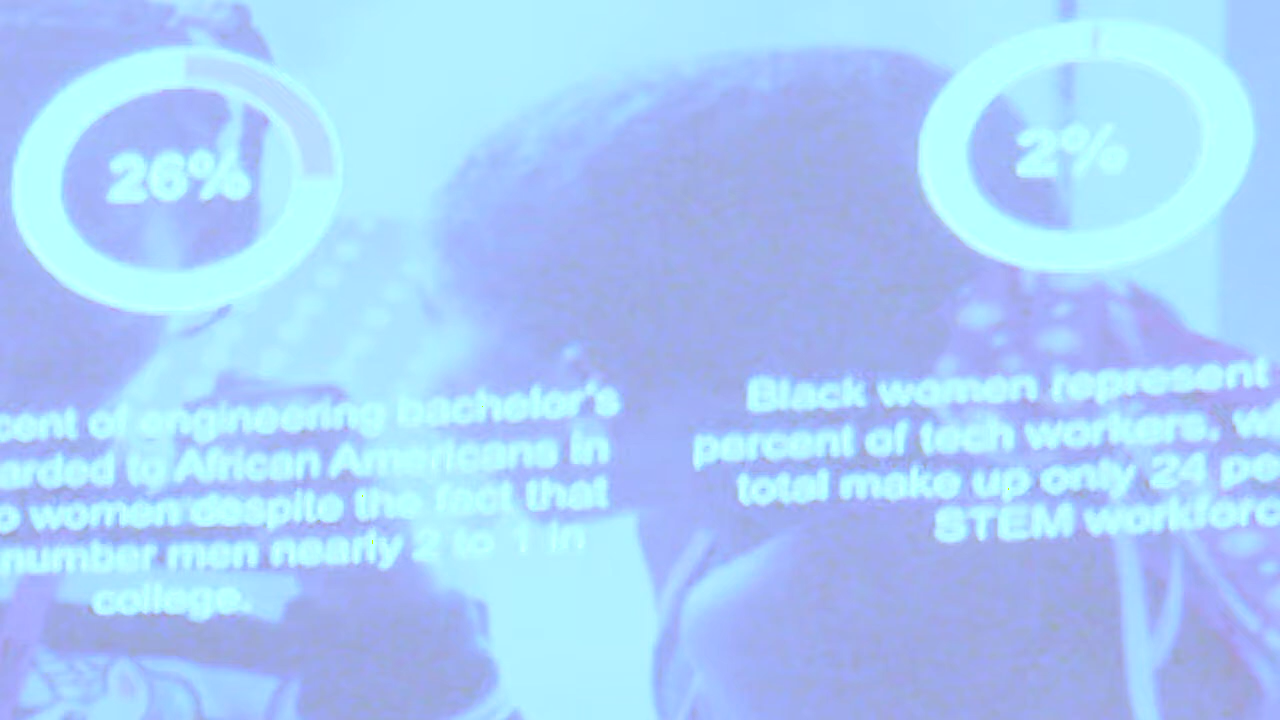 26%
cent of engineering bachelor's
arded to African Americans in
o women despite the fact that
number men nearly 2 to 1 in
college.
2%
Black women represent
percent of tech workers, w
total make up only 24 pe
STEM workforc